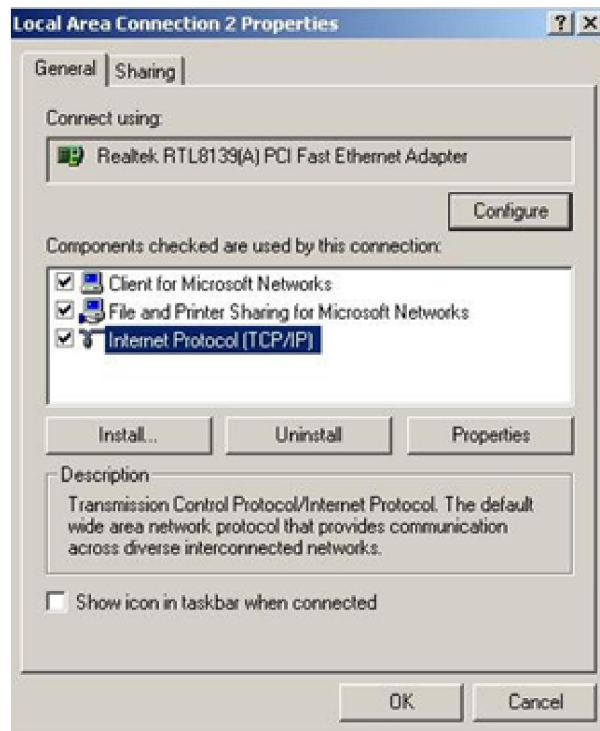 Local Area Connection 2 Properties
General
Sharing
Connect using:
Realtek RTL8139(A) PCI Fast Ethernet Adapter
Configure
Components checked are used by this connection:
Client for Microsoft Networks
File and Printer Sharing for Microsoft Networks
Internet Protocol (TCP/IP)
Install...
Uninstall
Properties
Description
Transmission Control Protocol/Internet Protocol. The default
wide area network protocol that provides communication
across diverse interconnected networks.
Show icon in taskbar when connected
OK
Cancel